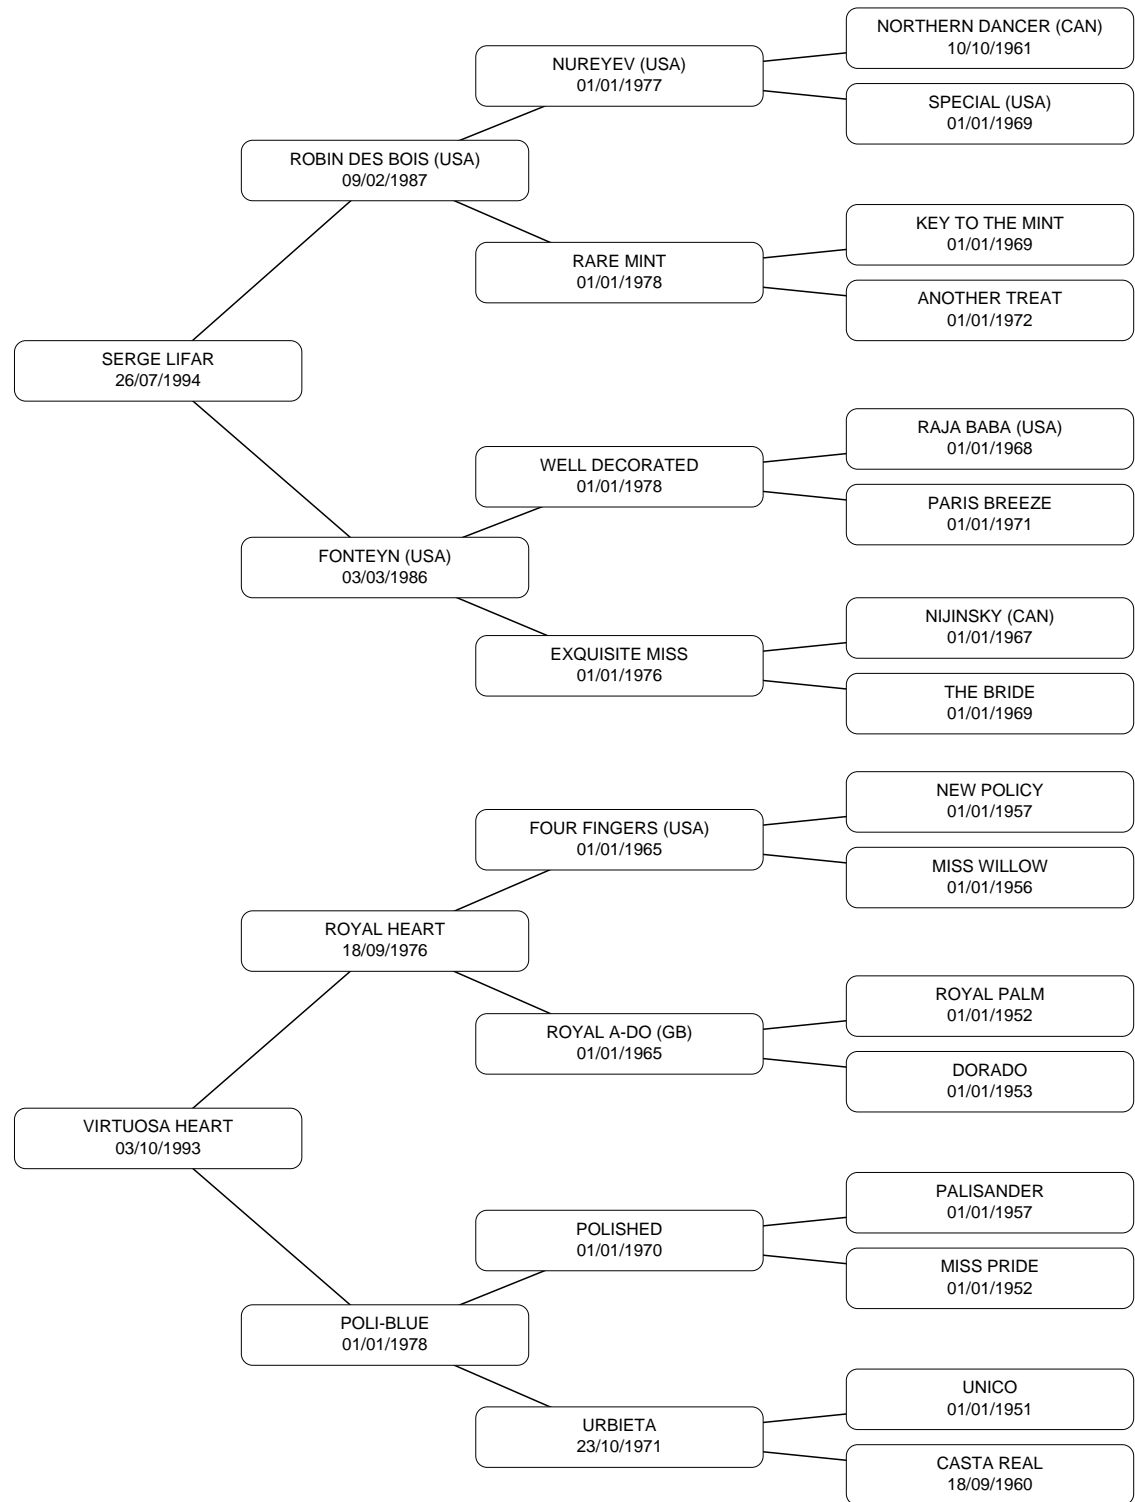 NORTHERN DANCER (CAN)
10/10/1961
NUREYEV (USA)
01/01/1977
SPECIAL (USA)
01/01/1969
ROBIN DES BOIS (USA)
09/02/1987
KEY TO THE MINT
01/01/1969
RARE MINT
01/01/1978
ANOTHER TREAT
01/01/1972
SERGE LIFAR
26/07/1994
RAJA BABA (USA)
01/01/1968
WELL DECORATED
01/01/1978
PARIS BREEZE
01/01/1971
FONTEYN (USA)
03/03/1986
NIJINSKY (CAN)
01/01/1967
EXQUISITE MISS
01/01/1976
THE BRIDE
01/01/1969
NEW POLICY
01/01/1957
FOUR FINGERS (USA)
01/01/1965
MISS WILLOW
01/01/1956
ROYAL HEART
18/09/1976
ROYAL PALM
01/01/1952
ROYAL A-DO (GB)
01/01/1965
DORADO
01/01/1953
VIRTUOSA HEART
03/10/1993
PALISANDER
01/01/1957
POLISHED
01/01/1970
MISS PRIDE
01/01/1952
POLI-BLUE
01/01/1978
UNICO
01/01/1951
URBIETA
23/10/1971
CASTA REAL
18/09/1960